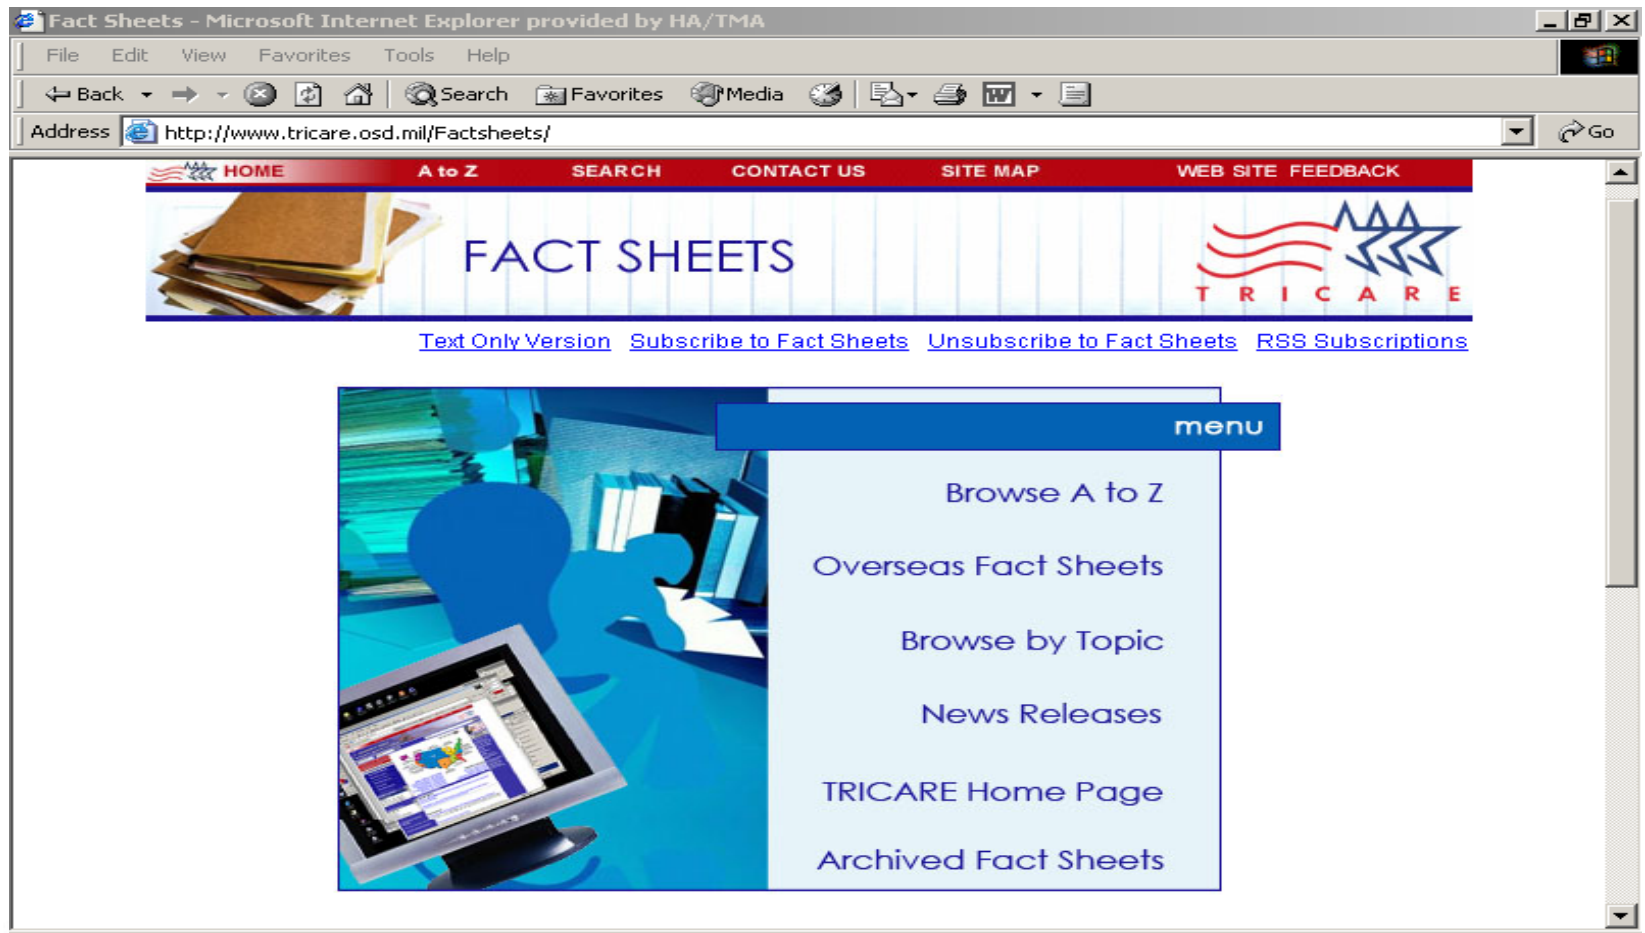 Fact Sheets - Microsoft Internet Explorer provided by HA/TMA
File Edit View Favorites Tools Help
Back Search Favorites Media
Address http://www.tricare.osd.mil/Factsheets/ Go
HOME A to Z SEARCH CONTACT US SITE MAP WEB SITE FEEDBACK
FACT SHEETS
TRICARE
Text Only Version Subscribe to Fact Sheets Unsubscribe to Fact Sheets RSS Subscriptions
menu
Browse A to Z
Overseas Fact Sheets
Browse by Topic
News Releases
TRICARE Home Page
Archived Fact Sheets